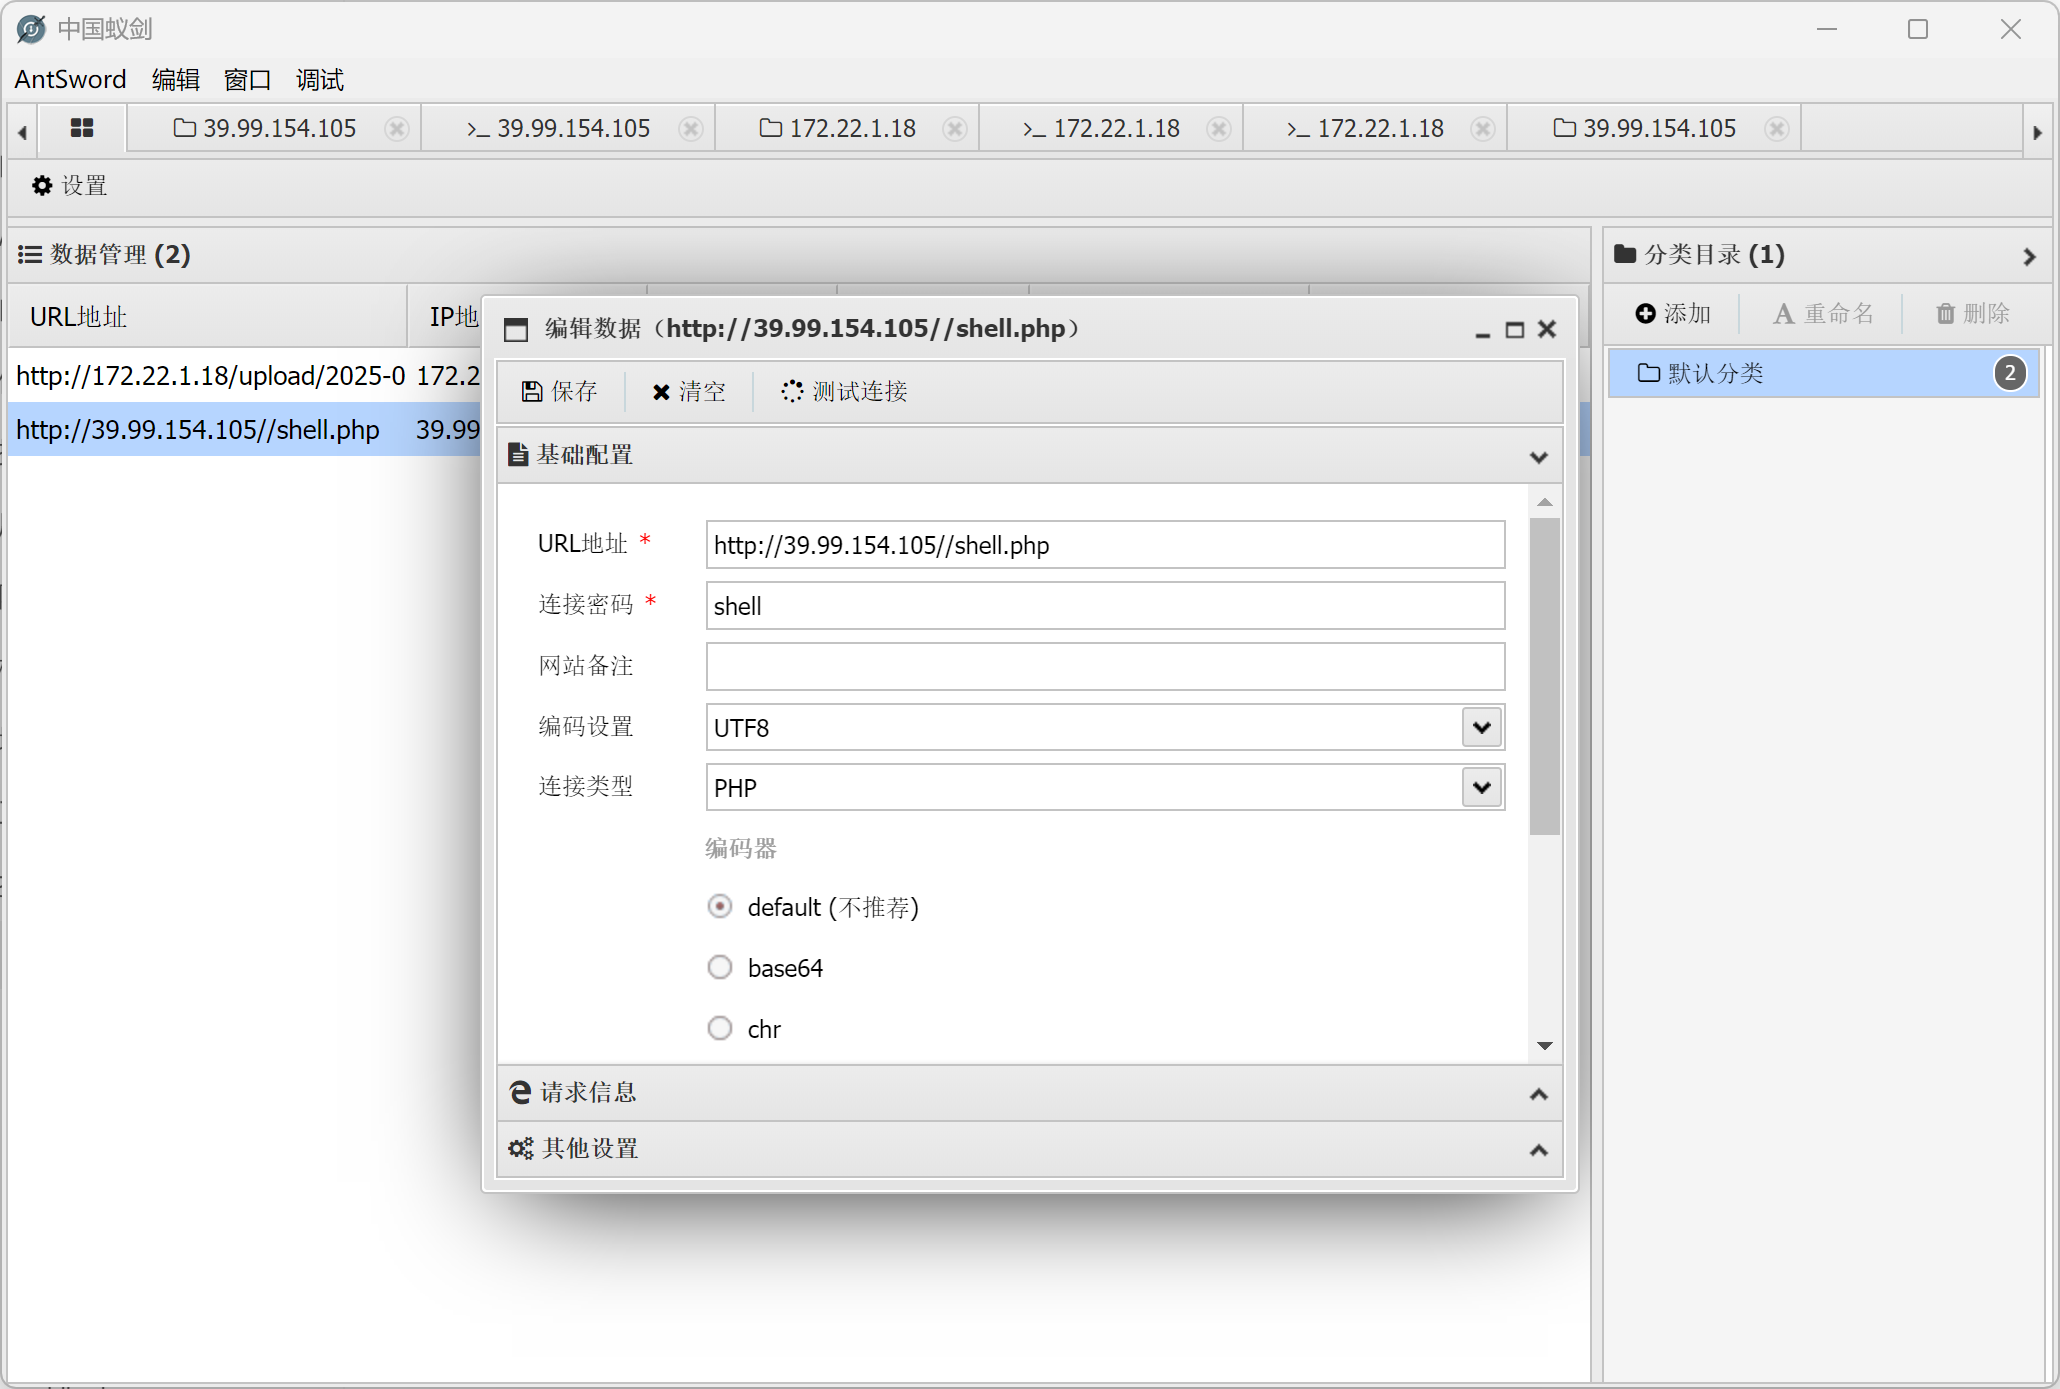 中国蚁剑
AntSword 编辑 窗口 调试
39.99.154.105 >_ 39.99.154.105 172.22.1.18 >_ 172.22.1.18 >_ 172.22.1.18 39.99.154.105
设置
数据管理 (2)
URL地址 IP地
http://172.22.1.18/upload/2025-0 172.2
http://39.99.154.105//shell.php 39.99
编辑数据（http://39.99.154.105//shell.php）
保存 清空 测试连接
基础配置
URL地址 * http://39.99.154.105//shell.php
连接密码 * shell
网站备注
编码设置 UTF8
连接类型 PHP
编码器
default (不推荐)
base64
chr
请求信息
其他设置
分类目录 (1)
添加 重命名 删除
默认分类 2